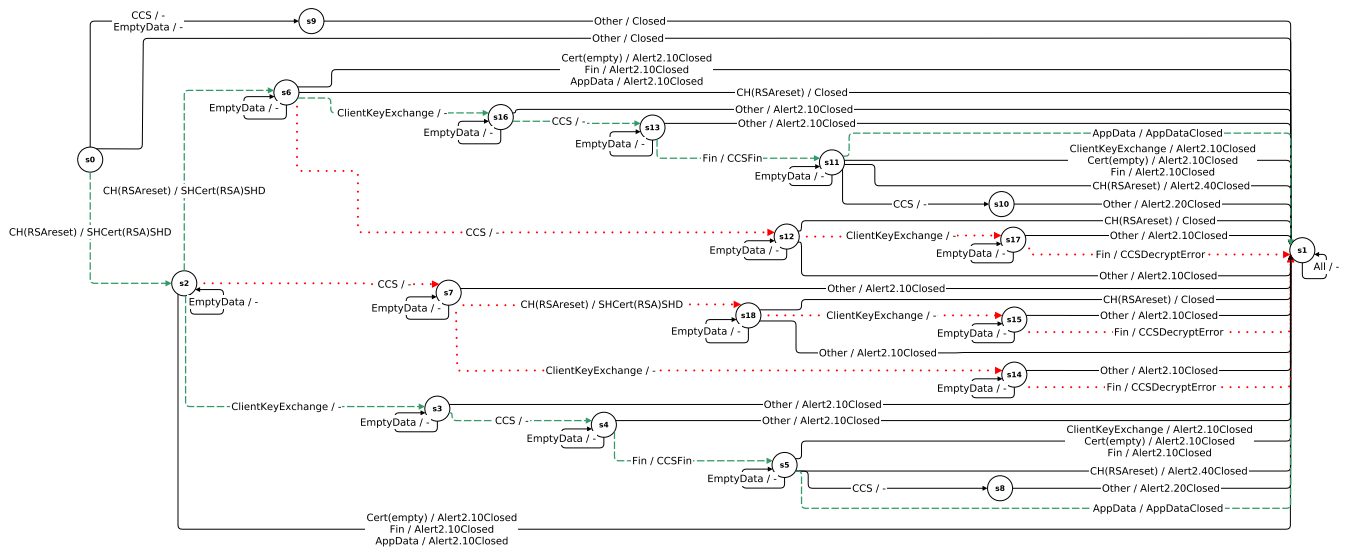 CCS / -
EmptyData / -
s9
Other / Closed
Other / Closed
Cert(empty) / Alert2.10Closed
Fin / Alert2.10Closed
AppData / Alert2.10Closed
s6
CH(RSAreset) / Closed
EmptyData / -
ClientKeyExchange / -
s16
Other / Alert2.10Closed
EmptyData / -
CCS / -
s13
Other / Alert2.10Closed
EmptyData / -
AppData / AppDataClosed
s0
Fin / CCSFin
s11
ClientKeyExchange / Alert2.10Closed
Cert(empty) / Alert2.10Closed
Fin / Alert2.10Closed
EmptyData / -
CH(RSAreset) / Alert2.40Closed
CH(RSAreset) / SHCert(RSA)SHD
CCS / -
s10
Other / Alert2.20Closed
CH(RSAreset) / SHCert(RSA)SHD
CCS / -
s12
CH(RSAreset) / Closed
EmptyData / -
ClientKeyExchange / -
s17
Other / Alert2.10Closed
EmptyData / -
Fin / CCSDecryptError
s1
All / -
Other / Alert2.10Closed
s2
EmptyData / -
CCS / -
s7
Other / Alert2.10Closed
EmptyData / -
CH(RSAreset) / SHCert(RSA)SHD
s18
CH(RSAreset) / Closed
EmptyData / -
ClientKeyExchange / -
s15
Other / Alert2.10Closed
EmptyData / -
Fin / CCSDecryptError
Other / Alert2.10Closed
ClientKeyExchange / -
s14
Other / Alert2.10Closed
EmptyData / -
Fin / CCSDecryptError
ClientKeyExchange / -
s3
Other / Alert2.10Closed
EmptyData / -
CCS / -
s4
Other / Alert2.10Closed
EmptyData / -
Fin / CCSFin
s5
ClientKeyExchange / Alert2.10Closed
Cert(empty) / Alert2.10Closed
Fin / Alert2.10Closed
EmptyData / -
CH(RSAreset) / Alert2.40Closed
CCS / -
s8
Other / Alert2.20Closed
AppData / AppDataClosed
Cert(empty) / Alert2.10Closed
Fin / Alert2.10Closed
AppData / Alert2.10Closed